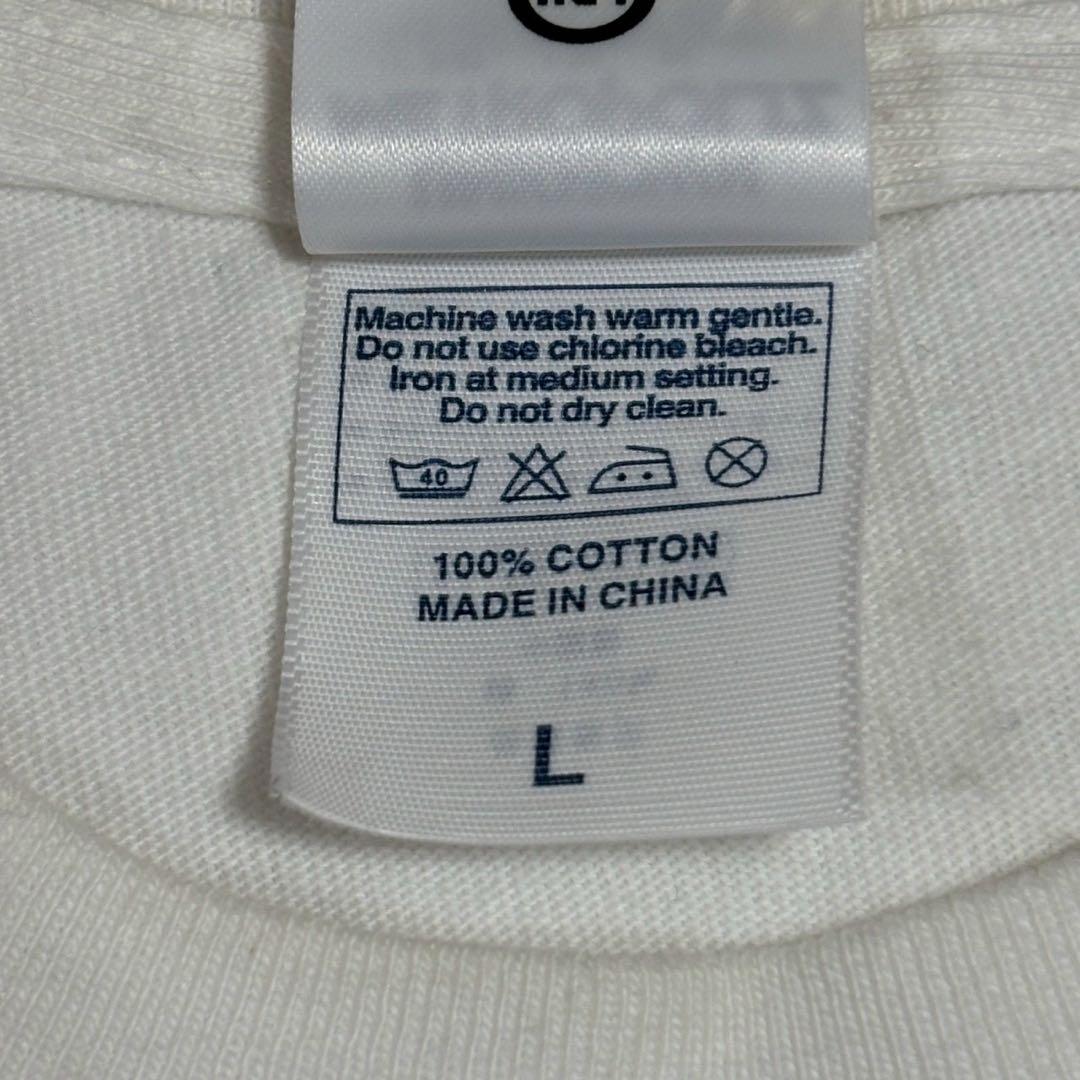 Machine wash warm gentle.
Do not use chlorine bleach.
Iron at medium setting.
Do not dry clean.
40
100% COTTON
MADE IN CHINA
L